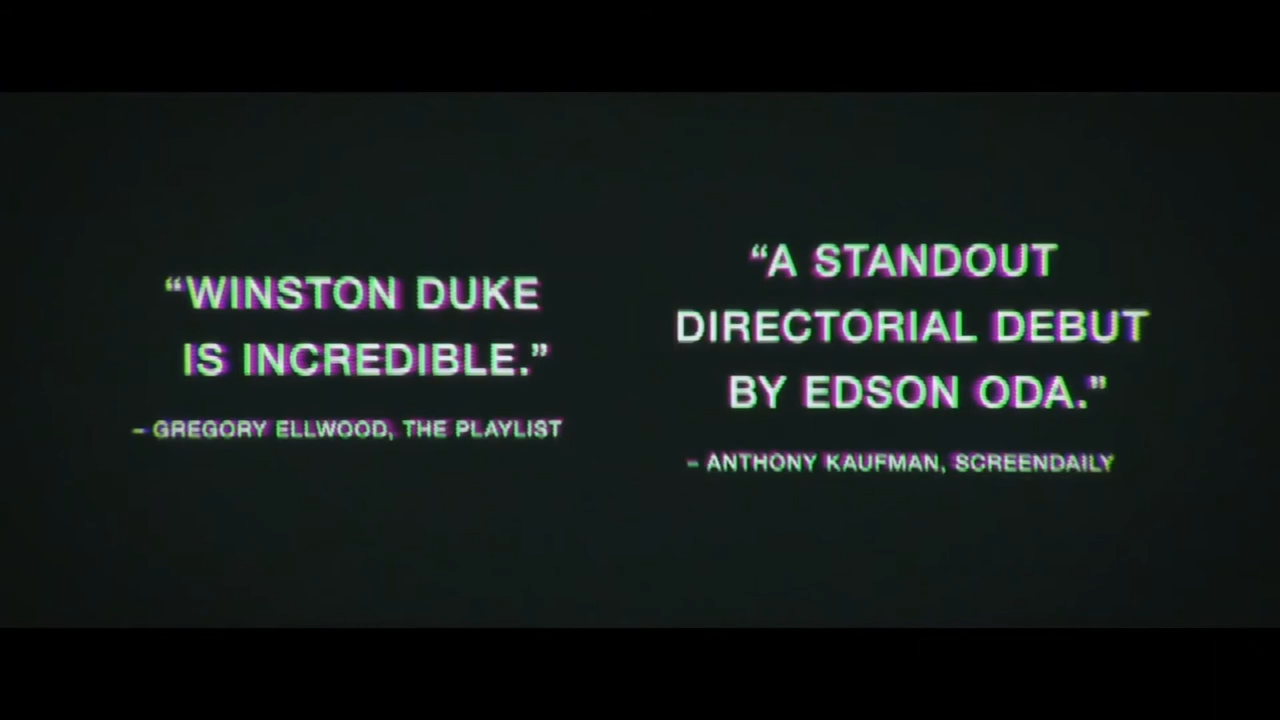 “WINSTON DUKE
IS INCREDIBLE.”
– GREGORY ELLWOOD, THE PLAYLIST
“A STANDOUT
DIRECTORIAL DEBUT
BY EDSON ODA.”
– ANTHONY KAUFMAN, SCREENDAILY